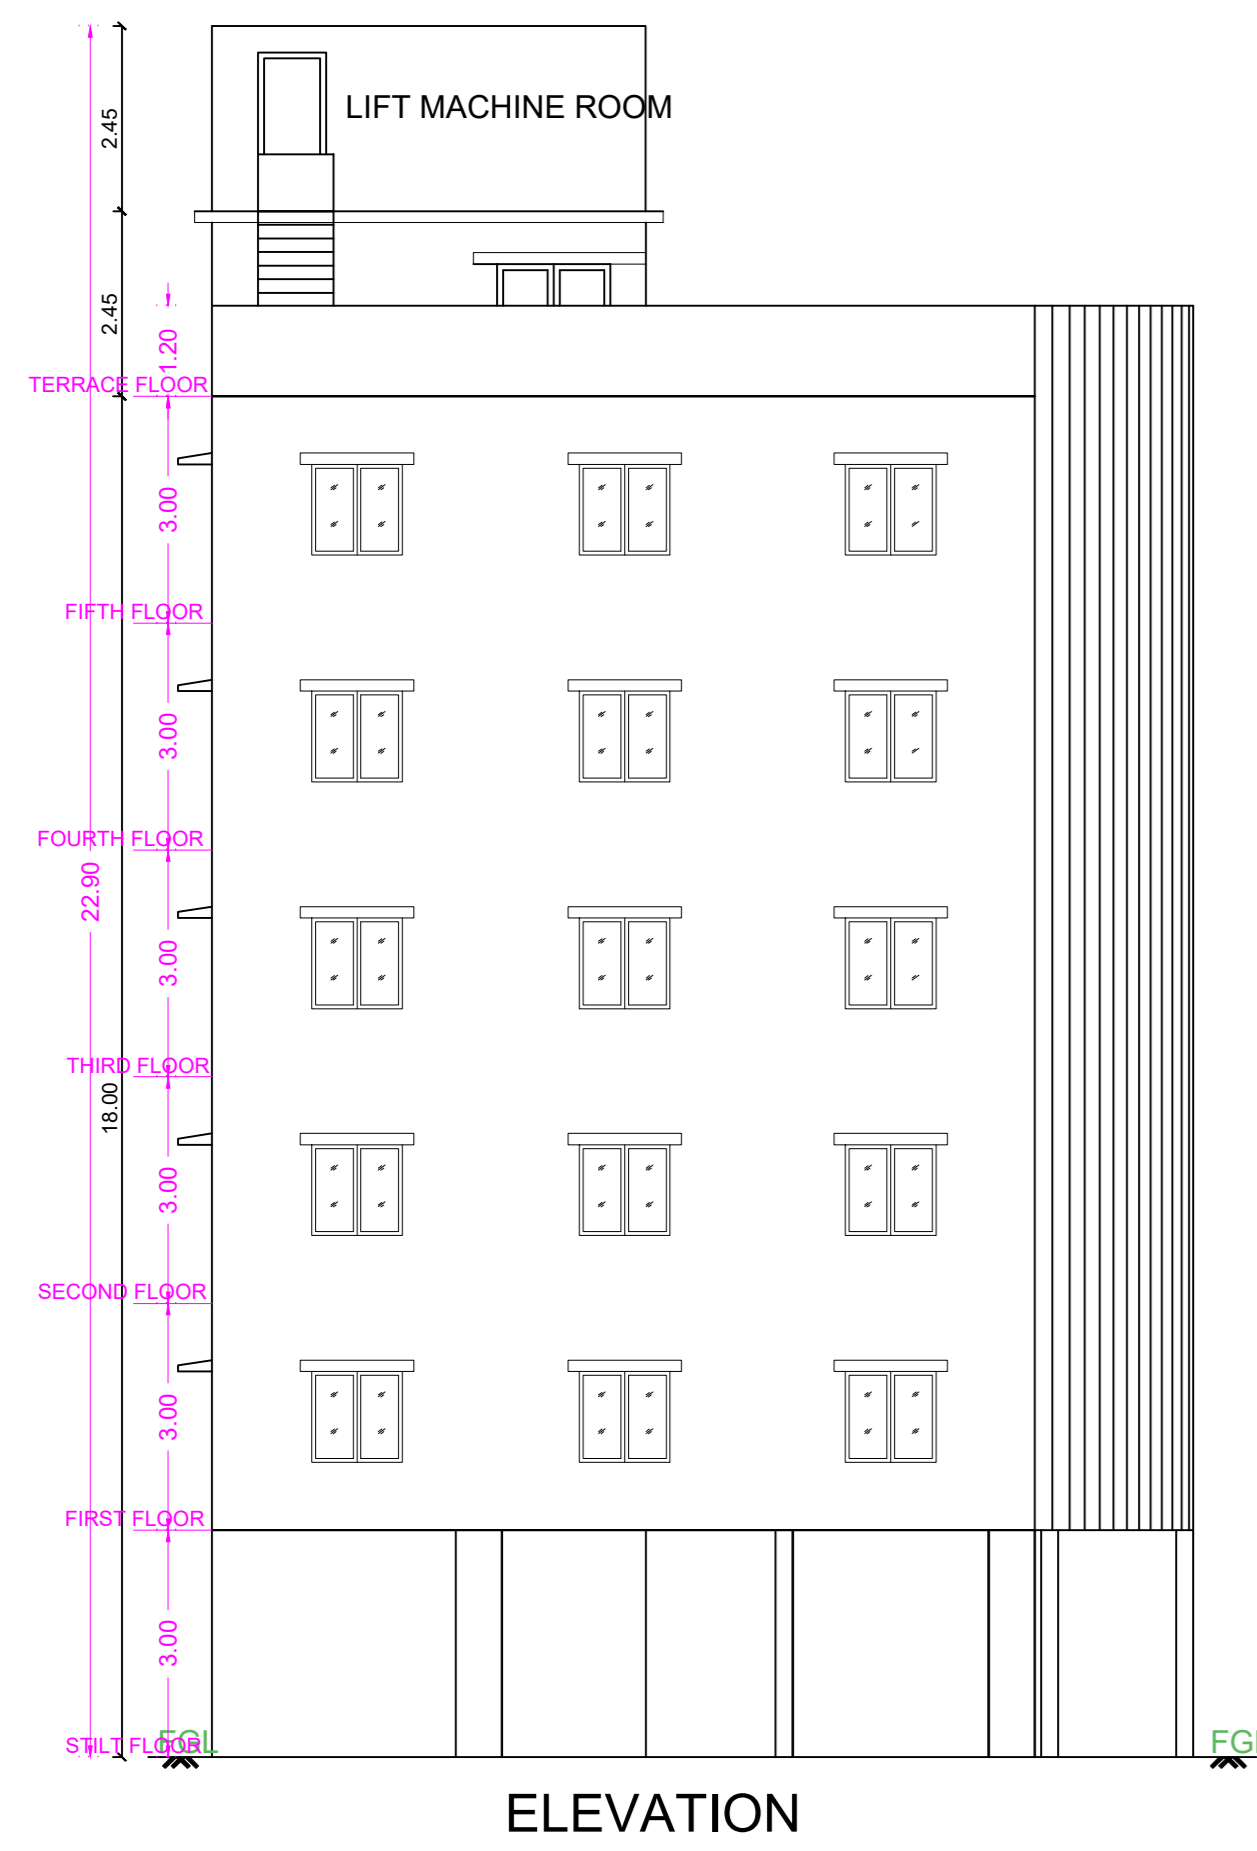 LIFT MACHINE ROOM
2.45
2.45
1.20
TERRACE FLOOR
3.00
FIFTH FLOOR
3.00
FOURTH FLOOR
22.90
3.00
THIRD FLOOR
18.00
3.00
SECOND FLOOR
3.00
FIRST FLOOR
3.00
STILT FLOOR
FGL
FGL
ELEVATION